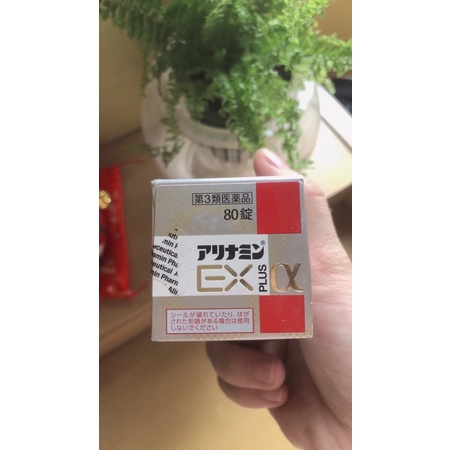 第3類医薬品
80錠
アリナミン®
EX PLUS α
シールが破れていたり、はが
された形跡がある場合は使用
しないでください